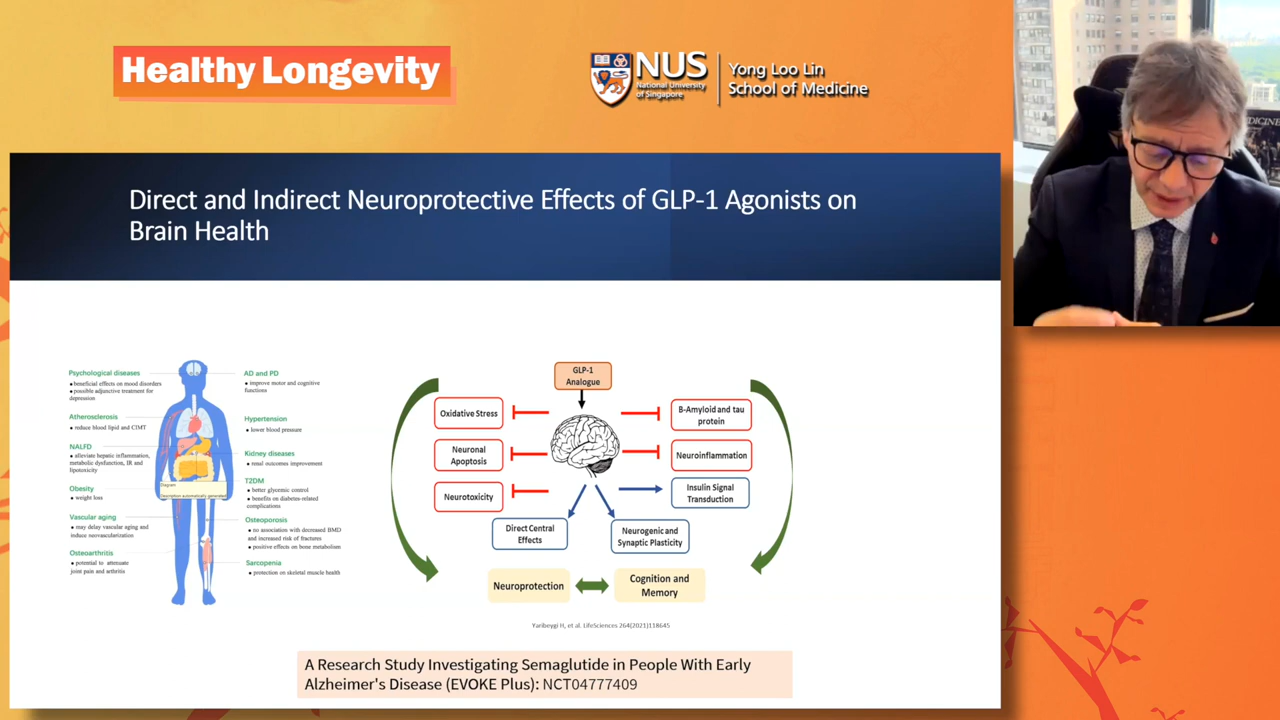 Healthy Longevity
NUS
National University
of Singapore
Yong Loo Lin
School of Medicine
Direct and Indirect Neuroprotective Effects of GLP-1 Agonists on
Brain Health
Psychological diseases
• beneficial effects on mood disorders
• possible adjunctive treatment for
depression
Atherosclerosis
• reduce blood lipid and CIMT
NALFD
• alleviate hepatic inflammation,
metabolic dysfunction, IR and
lipotoxicity
Obesity
• weight loss
Vascular aging
• may delay vascular aging and
induce neovascularization
Osteoarthritis
• potential to attenuate
joint pain and arthritis
Diagram
Description automatically generated
AD and PD
• improve motor and cognitive
functions
Hypertension
• lower blood pressure
Kidney diseases
• renal outcomes improvement
T2DM
• better glycemic control
• benefits on diabetes-related
complications
Osteoporosis
• no association with decreased BMD
and increased risk of fractures
• positive effects on bone metabolism
Sarcopenia
• protection on skeletal muscle health
GLP-1
Analogue
Oxidative Stress
Neuronal
Apoptosis
Neurotoxicity
B-Amyloid and tau
protein
Neuroinflammation
Insulin Signal
Transduction
Direct Central
Effects
Neurogenic and
Synaptic Plasticity
Neuroprotection
Cognition and
Memory
Yaribeygi H, et al. LifeSciences 264(2021)118645
A Research Study Investigating Semaglutide in People With Early
Alzheimer's Disease (EVOKE Plus): NCT04777409